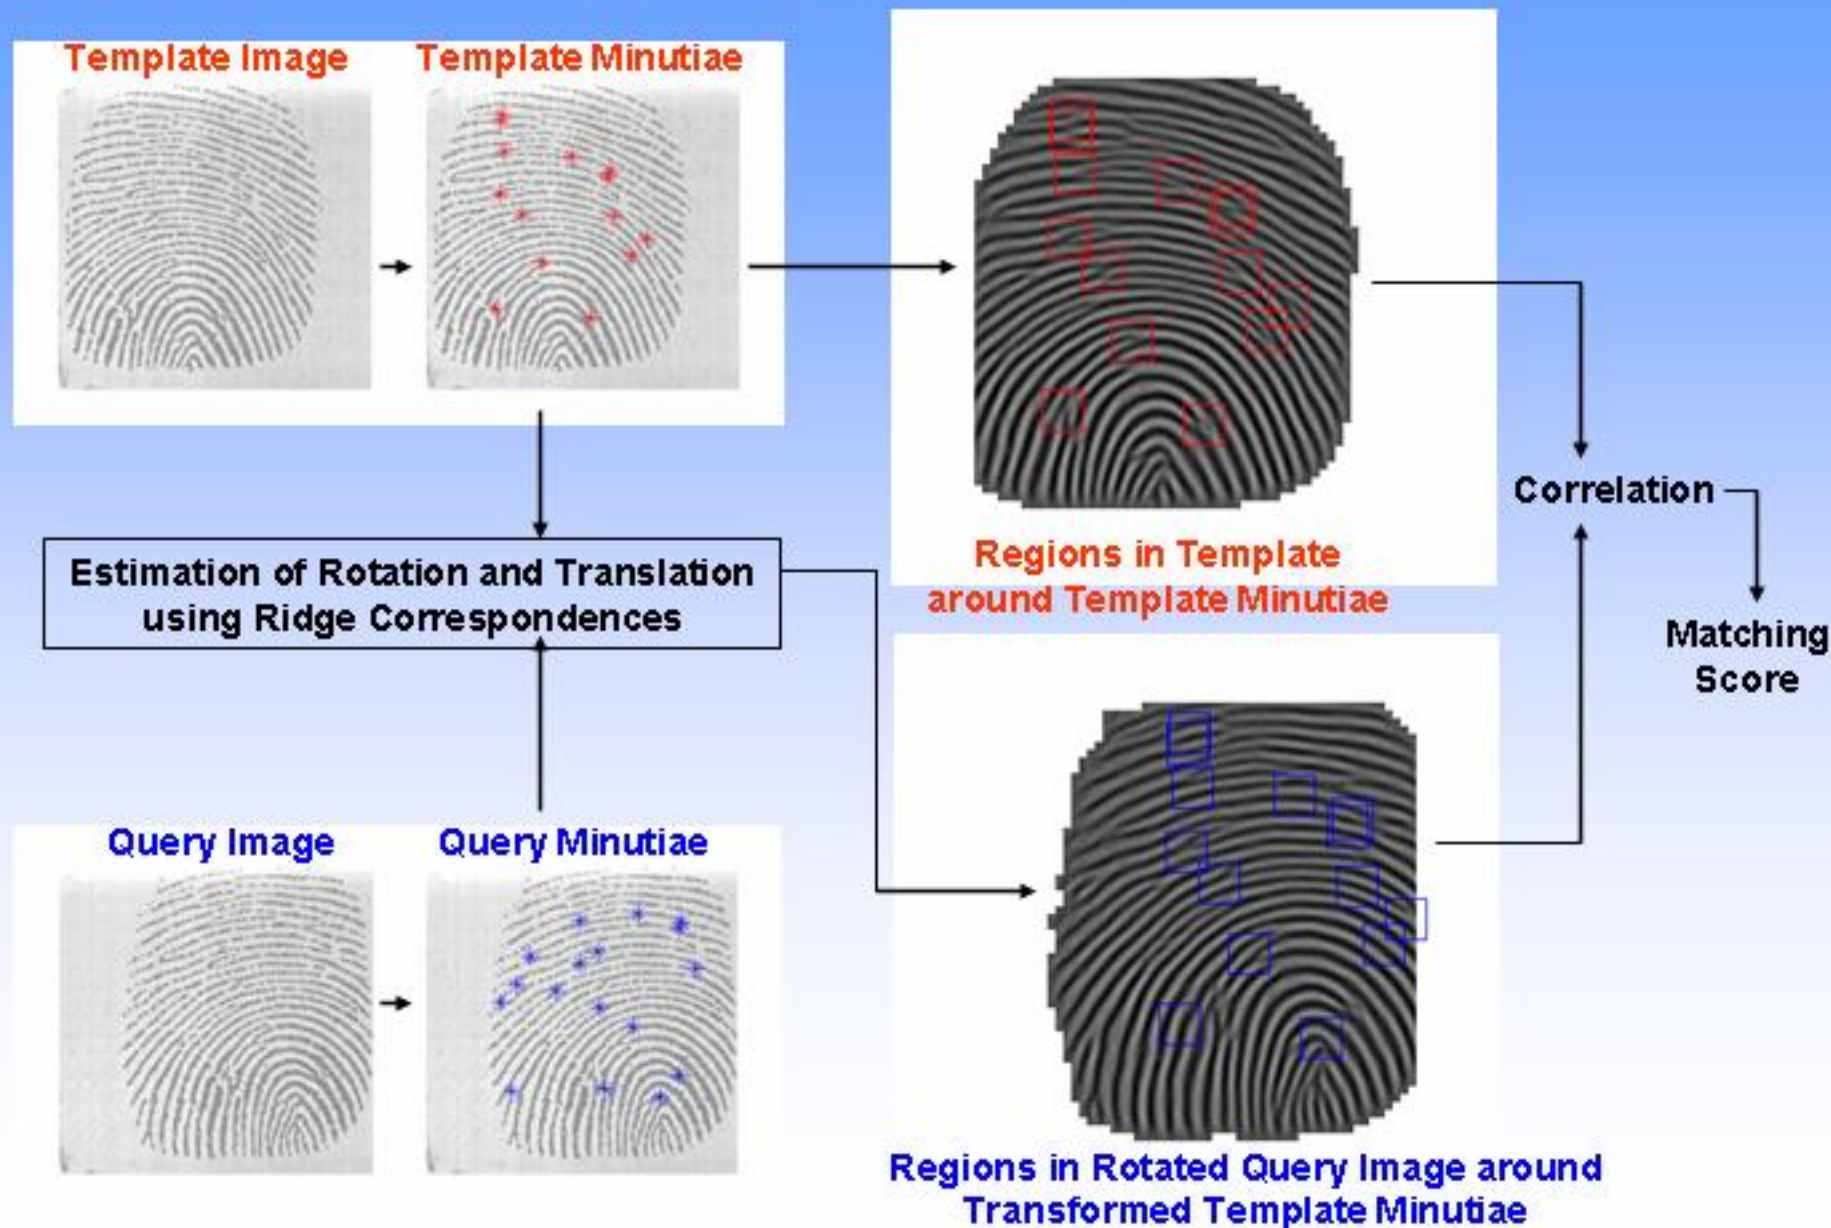 Template Image
Template Minutiae
Regions in Template
around Template Minutiae
Estimation of Rotation and Translation
using Ridge Correspondences
Correlation
Matching
Score
Query Image
Query Minutiae
Regions in Rotated Query Image around
Transformed Template Minutiae